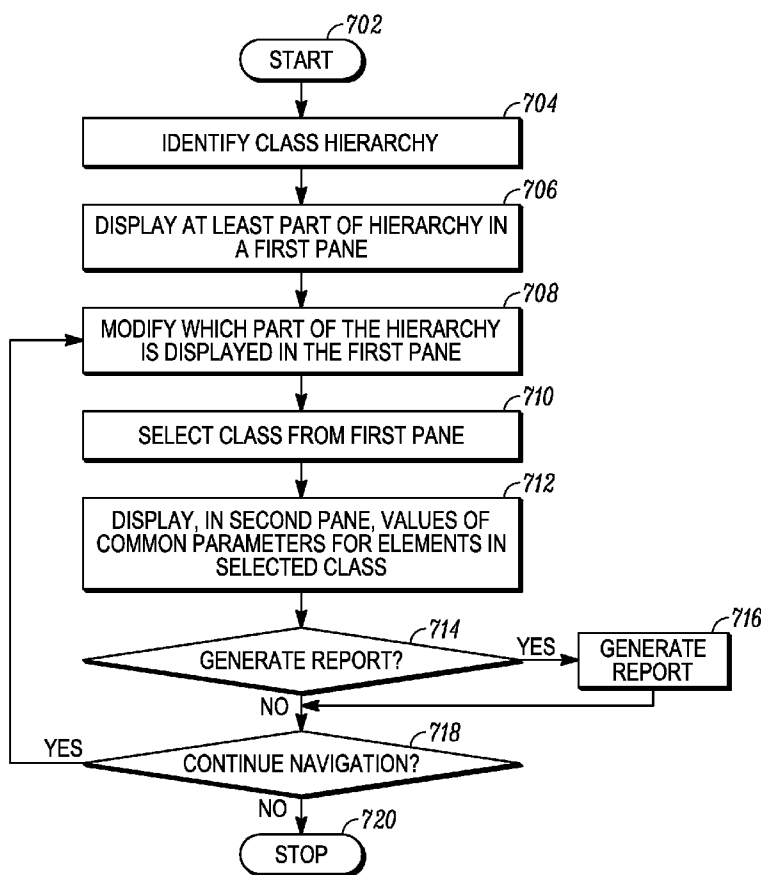 702
START
704
IDENTIFY CLASS HIERARCHY
706
DISPLAY AT LEAST PART OF HIERARCHY IN
A FIRST PANE
708
MODIFY WHICH PART OF THE HIERARCHY
IS DISPLAYED IN THE FIRST PANE
710
SELECT CLASS FROM FIRST PANE
712
DISPLAY, IN SECOND PANE, VALUES OF
COMMON PARAMETERS FOR ELEMENTS IN
SELECTED CLASS
714
GENERATE REPORT?
YES
716
GENERATE
REPORT
NO
718
YES
CONTINUE NAVIGATION?
NO
720
STOP